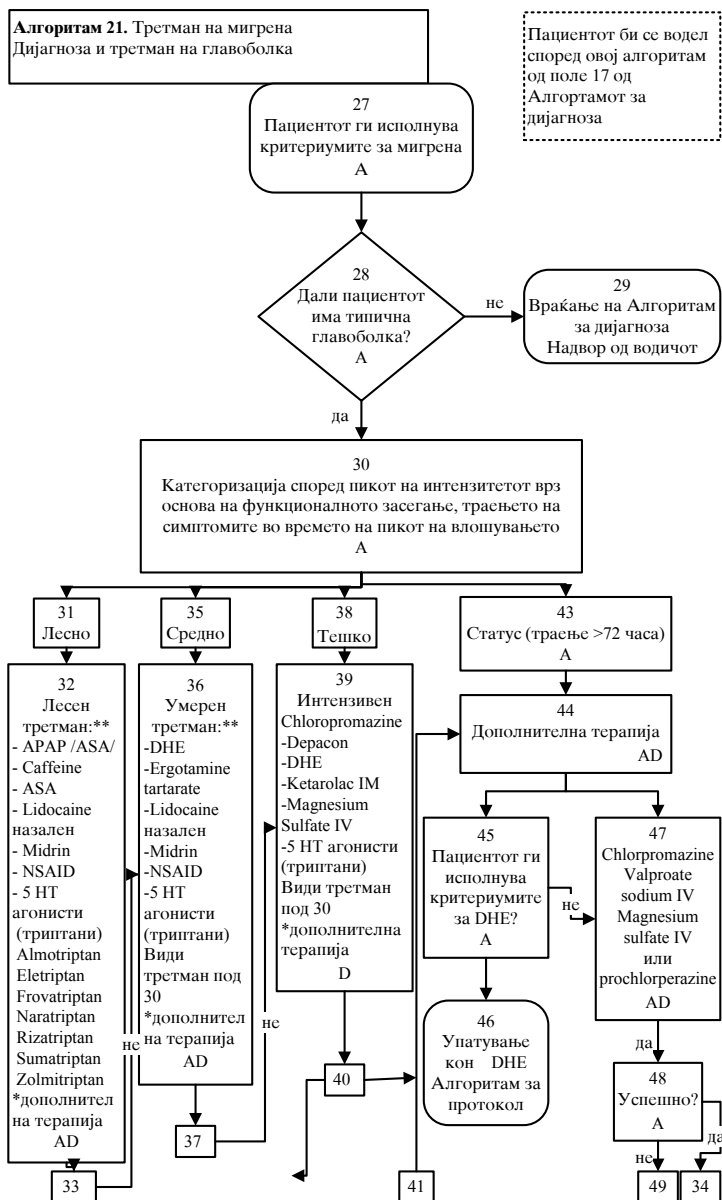 Алгоритам 21. Третман на мигрена
Дијагноза и третман на главоболка
Пациентот би се водел
според овој алгоритам
од поле 17 од
Алгортамот за
дијагноза
27
Пациентот ги исполнува
критериумите за мигрена
А
28
Дали пациентот
има типична
главоболка?
А
не
29
Враќање на Алгоритам
за дијагноза
Надвор од водичот
да
30
Категоризација според пикот на интензитетот врз
основа на функционалното засегање, траењето на
симптомите во времето на пикот на влошувањето
А
31
Лесно
35
Средно
38
Тешко
43
Статус (траење >72 часа)
А
32
Лесен
третман:**
- APAP /ASA/
- Caffeine
- ASA
- Lidocaine
назален
- Midrin
- NSAID
- 5 HT
агонисти
(триптани)
Almotriptan
Eletriptan
Frovatriptan
Naratriptan
Rizatriptan
Sumatriptan
Zolmitriptan
*дополнител
на терапија
AD
33
не
36
Умерен
третман:**
-DHE
-Ergotamine
tartarate
-Lidocaine
назален
-Midrin
-NSAID
-5 HT
агонисти
(триптани)
Види
третман под
30
*дополнител
на терапија
AD
37
не
39
Интензивен
Chloropromazine
-Depacon
-DHE
-Ketarolac IM
-Magnesium
Sulfate IV
-5 HT агонисти
(триптани)
Види третман
под 30
*дополнителна
терапија
D
40
41
44
Дополнителна терапија
AD
45
Пациентот ги
исполнува
критериумите
за DHE?
А
не
46
Упатување
кон DHE
Алгоритам за
протокол
47
Chlorpromazine
Valproate
sodium IV
Magnesium
sulfate IV
или
prochlorperazine
AD
да
48
Успешно?
А
да
не
49
34